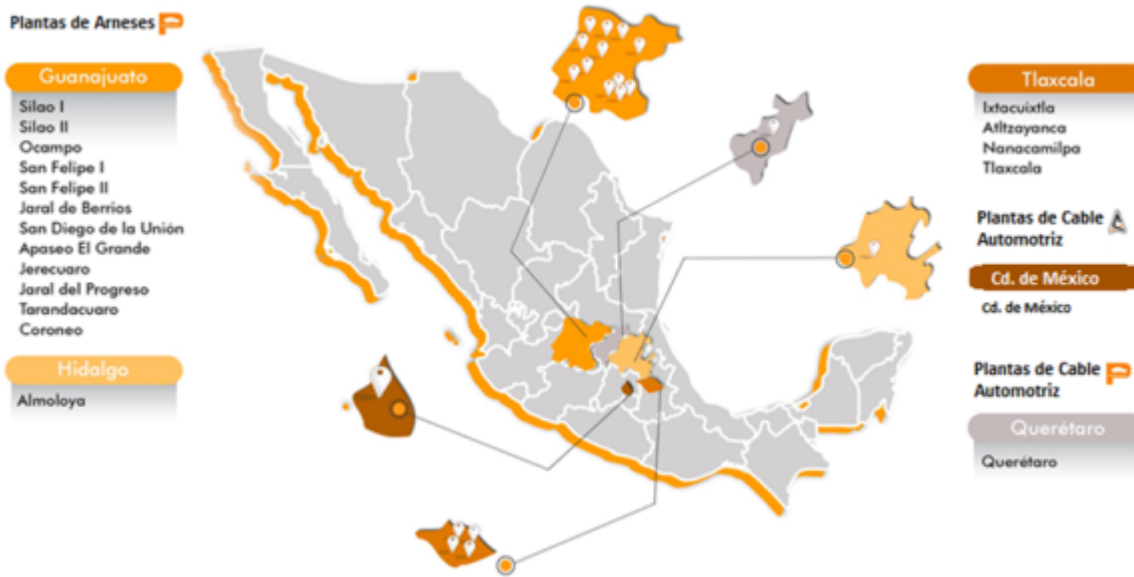 Plantas de Arneses
Guanajuato
Silao I
Silao II
Ocampo
San Felipe I
San Felipe II
Jaral de Berrios
San Diego de la Unión
Apaseo El Grande
Jerecuaro
Jaral del Progreso
Tarandacuaro
Coroneo
Hidalgo
Almoloya
Tlaxcala
Ixtacuixtla
Atltzayanca
Nanacamilpa
Tlaxcala
Plantas de Cable
Automotriz
Cd. de México
Cd. de México
Plantas de Cable
Automotriz
Querétaro
Querétaro